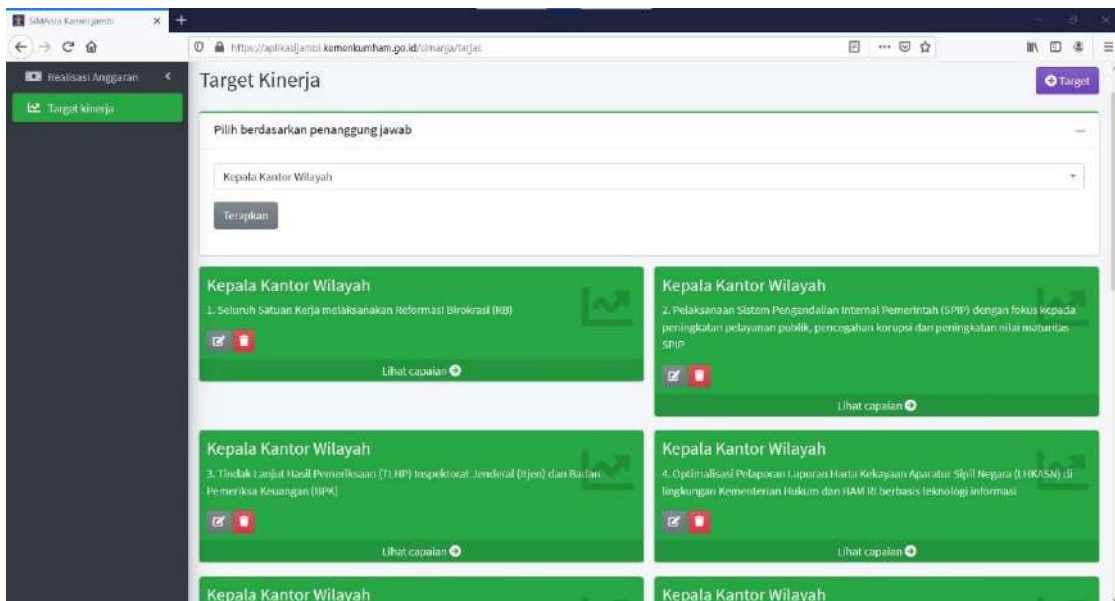 SiMAnja Kanwil Jambi
https://aplikasijambi.kemenkumham.go.id/simanja/tarjas
Realisasi Anggaran
Target kinerja
Target Kinerja
Target
Pilih berdasarkan penanggung jawab
Kepala Kantor Wilayah
Terapkan
Kepala Kantor Wilayah
1. Seluruh Satuan Kerja melaksanakan Reformasi Birokrasi (RB)
Lihat capaian
Kepala Kantor Wilayah
2. Pelaksanaan Sistem Pengendalian Internal Pemerintah (SPIP) dengan fokus kepada
peningkatan pelayanan publik, pencegahan korupsi dan peningkatan nilai maturitas
SPIP
Lihat capaian
Kepala Kantor Wilayah
3. Tindak Lanjut Hasil Pemeriksaan (TLHP) Inspektorat Jenderal (Itjen) dan Badan
Pemeriksa Keuangan (BPK)
Lihat capaian
Kepala Kantor Wilayah
4. Optimalisasi Pelaporan Laporan Harta Kekayaan Aparatur Sipil Negara (LHKASN) di
lingkungan Kementerian Hukum dan HAM RI berbasis teknologi informasi
Lihat capaian
Kepala Kantor Wilayah
Kepala Kantor Wilayah